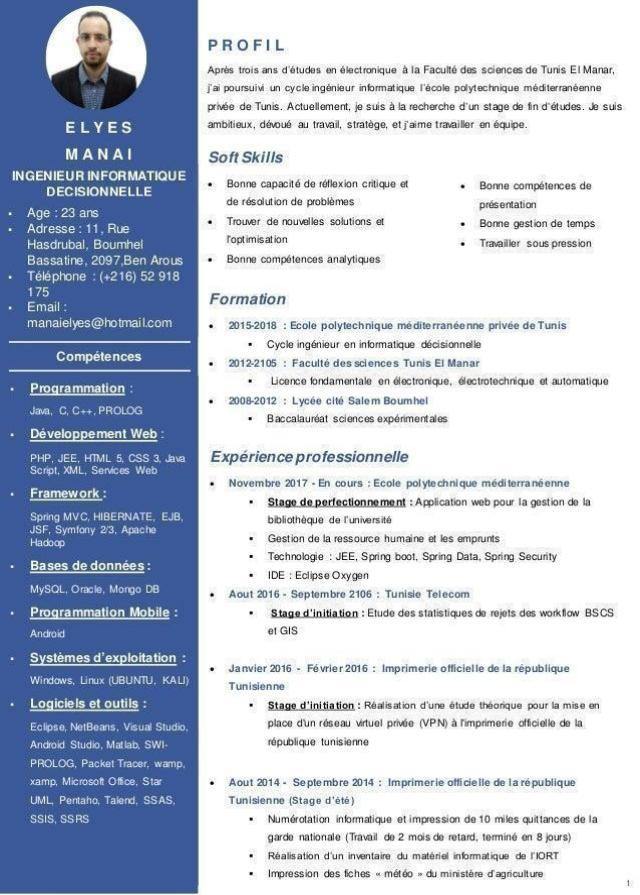 ELYES
MANAI
INGENIEUR INFORMATIQUE
DECISIONNELLE
▪ Age : 23 ans
▪ Adresse : 11, Rue
Hasdrubal, Boumhel
Bassatine, 2097,Ben Arous
▪ Téléphone : (+216) 52 918
175
▪ Email :
manaielyes@hotmail.com
Compétences
▪ Programmation :
Java, C, C++, PROLOG
▪ Développement Web :
PHP, JEE, HTML 5, CSS 3, Java
Script, XML, Services Web
▪ Framework :
Spring MVC, HIBERNATE, EJB,
JSF, Symfony 2/3, Apache
Hadoop
▪ Bases de données :
MySQL, Oracle, Mongo DB
▪ Programmation Mobile :
Android
▪ Systèmes d'exploitation :
Windows, Linux (UBUNTU, KALI)
▪ Logiciels et outils :
Eclipse, NetBeans, Visual Studio,
Android Studio, Matlab, SWI-
PROLOG, Packet Tracer, wamp,
xamp, Microsoft Office, Star
UML, Pentaho, Talend, SSAS,
SSIS, SSRS
PROFIL
Après trois ans d'études en électronique à la Faculté des sciences de Tunis El Manar,
j'ai poursuivi un cycle ingénieur informatique l'école polytechnique méditerranéenne
privée de Tunis. Actuellement, je suis à la recherche d'un stage de fin d'études. Je suis
ambitieux, dévoué au travail, stratège, et j'aime travailler en équipe.
Soft Skills
• Bonne capacité de réflexion critique et
de résolution de problèmes
• Trouver de nouvelles solutions et
l'optimisation
• Bonne compétences analytiques
• Bonne compétences de
présentation
• Bonne gestion de temps
• Travailler sous pression
Formation
• 2015-2018 : Ecole polytechnique méditerranéenne privée de Tunis
▪ Cycle ingénieur en informatique décisionnelle
• 2012-2105 : Faculté des sciences Tunis El Manar
▪ Licence fondamentale en électronique, électrotechnique et automatique
• 2008-2012 : Lycée cité Salem Boumhel
▪ Baccalauréat sciences expérimentales
Expérience professionnelle
• Novembre 2017 - En cours : Ecole polytechnique méditerranéenne
▪ Stage de perfectionnement : Application web pour la gestion de la
bibliothèque de l'université
▪ Gestion de la ressource humaine et les emprunts
▪ Technologie : JEE, Spring boot, Spring Data, Spring Security
▪ IDE : Eclipse Oxygen
• Aout 2016 - Septembre 2106 : Tunisie Telecom
▪ Stage d'initiation : Etude des statistiques de rejets des workflow BSCS
et GIS
• Janvier 2016 - Février 2016 : Imprimerie officielle de la république
Tunisienne
▪ Stage d'initiation : Réalisation d'une étude théorique pour la mise en
place d'un réseau virtuel privée (VPN) à l'imprimerie officielle de la
république tunisienne
• Aout 2014 - Septembre 2014 : Imprimerie officielle de la république
Tunisienne (Stage d'été)
▪ Numérotation informatique et impression de 10 miles quittances de la
garde nationale (Travail de 2 mois de retard, terminé en 8 jours)
▪ Réalisation d'un inventaire du matériel informatique de l'IORT
▪ Impression des fiches « météo » du ministère d'agriculture
1